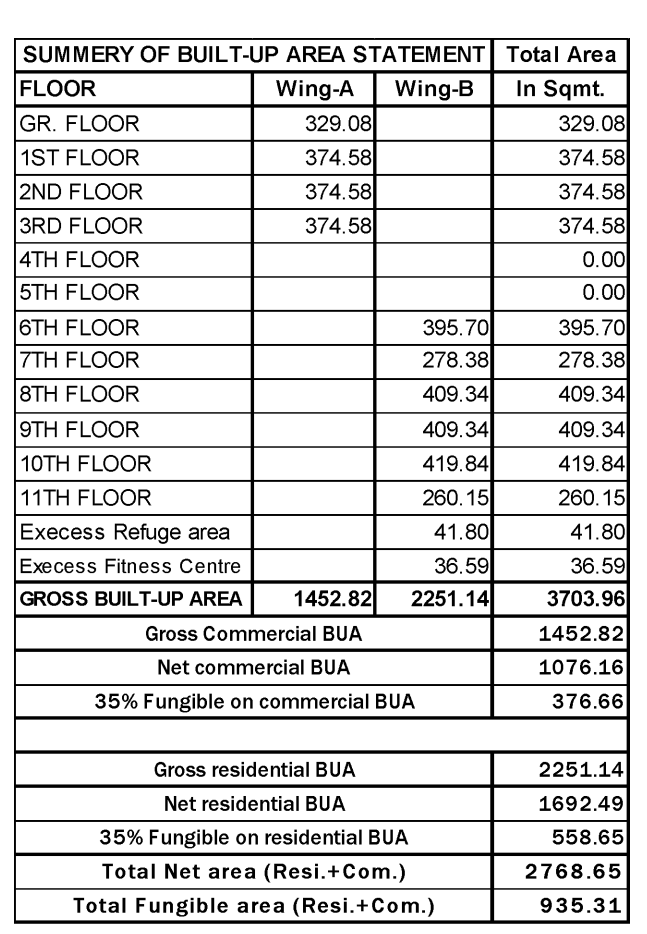 SUMMERY OF BUILT-UP AREA STATEMENT Total Area
FLOOR Wing-A Wing-B In Sqmt.
GR. FLOOR 329.08 329.08
1ST FLOOR 374.58 374.58
2ND FLOOR 374.58 374.58
3RD FLOOR 374.58 374.58
4TH FLOOR 0.00
5TH FLOOR 0.00
6TH FLOOR 395.70 395.70
7TH FLOOR 278.38 278.38
8TH FLOOR 409.34 409.34
9TH FLOOR 409.34 409.34
10TH FLOOR 419.84 419.84
11TH FLOOR 260.15 260.15
Execess Refuge area 41.80 41.80
Execess Fitness Centre 36.59 36.59
GROSS BUILT-UP AREA 1452.82 2251.14 3703.96
Gross Commercial BUA 1452.82
Net commercial BUA 1076.16
35% Fungible on commercial BUA 376.66
Gross residential BUA 2251.14
Net residential BUA 1692.49
35% Fungible on residential BUA 558.65
Total Net area (Resi.+Com.) 2768.65
Total Fungible area (Resi.+Com.) 935.31